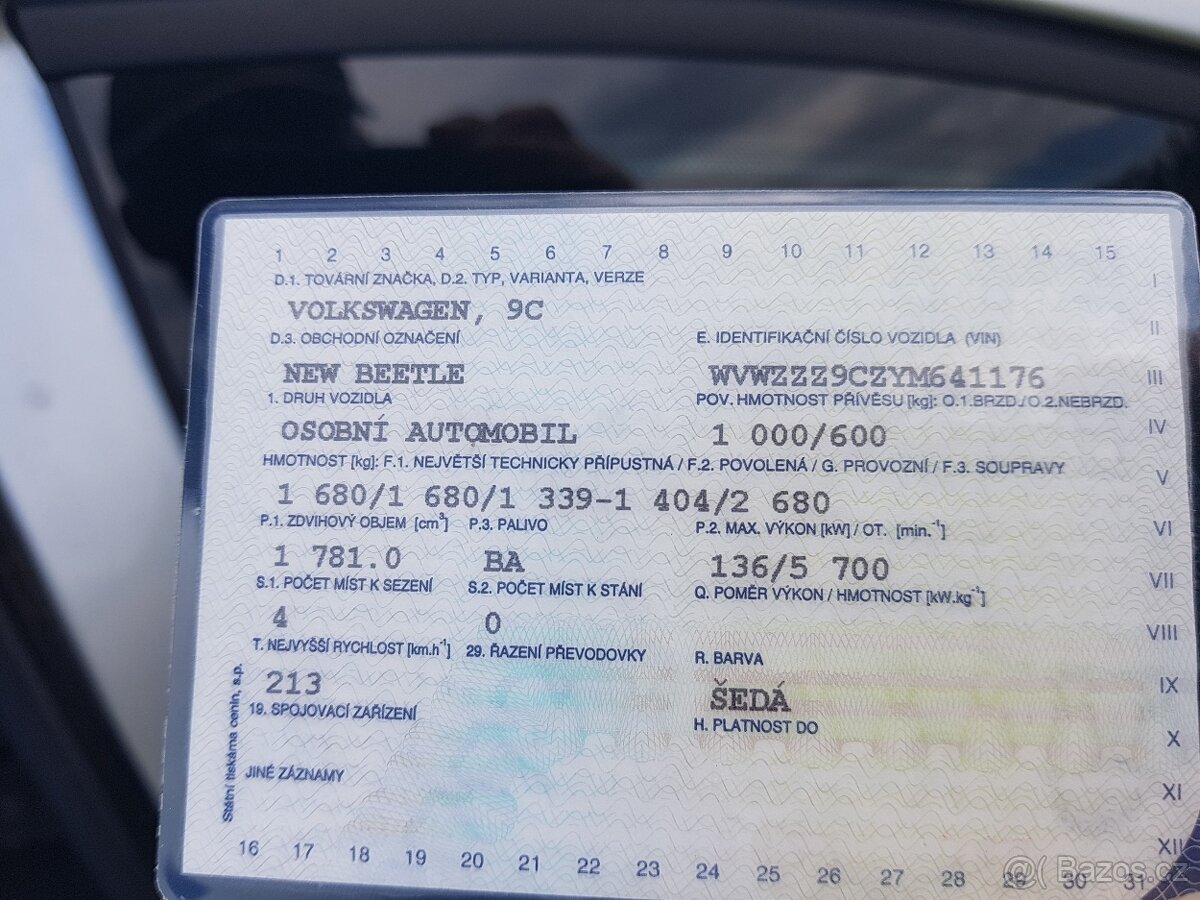 1 2 3 4 5 6 7 8 9 10 11 12 13 14 15
D.1. TOVÁRNÍ ZNAČKA, D.2. TYP, VARIANTA, VERZE
I
VOLKSWAGEN, 9C
II
D.3. OBCHODNÍ OZNAČENÍ E. IDENTIFIKAČNÍ ČÍSLO VOZIDLA (VIN)
NEW BEETLE WVWZZZ9CZYM641176 III
1. DRUH VOZIDLA POV. HMOTNOST PŘÍVĚSU [kg]: O.1.BRZD./O.2.NEBRZD.
OSOBNÍ AUTOMOBIL 1 000/600 IV
HMOTNOST [kg]: F.1. NEJVĚTŠÍ TECHNICKY PŘÍPUSTNÁ / F.2. POVOLENÁ / G. PROVOZNÍ / F.3. SOUPRAVY
V
1 680/1 680/1 339-1 404/2 680
P.1. ZDVIHOVÝ OBJEM [cm³] P.3. PALIVO P.2. MAX. VÝKON [kW] / OT. [min.⁻¹] VI
1 781.0 BA 136/5 700
VII
S.1. POČET MÍST K SEZENÍ S.2. POČET MÍST K STÁNÍ Q. POMĚR VÝKON / HMOTNOST [kW.kg⁻¹]
4 0
VIII
T. NEJVYŠŠÍ RYCHLOST [km.h⁻¹] 29. ŘAZENÍ PŘEVODOVKY R. BARVA
213 ŠEDÁ IX
19. SPOJOVACÍ ZAŘÍZENÍ H. PLATNOST DO
X
JINÉ ZÁZNAMY
XI
Státní tiskárna cenin, s.p.
XII
16 17 18 19 20 21 22 23 24 25 26 27 28 29 30 31
Bazos.cz